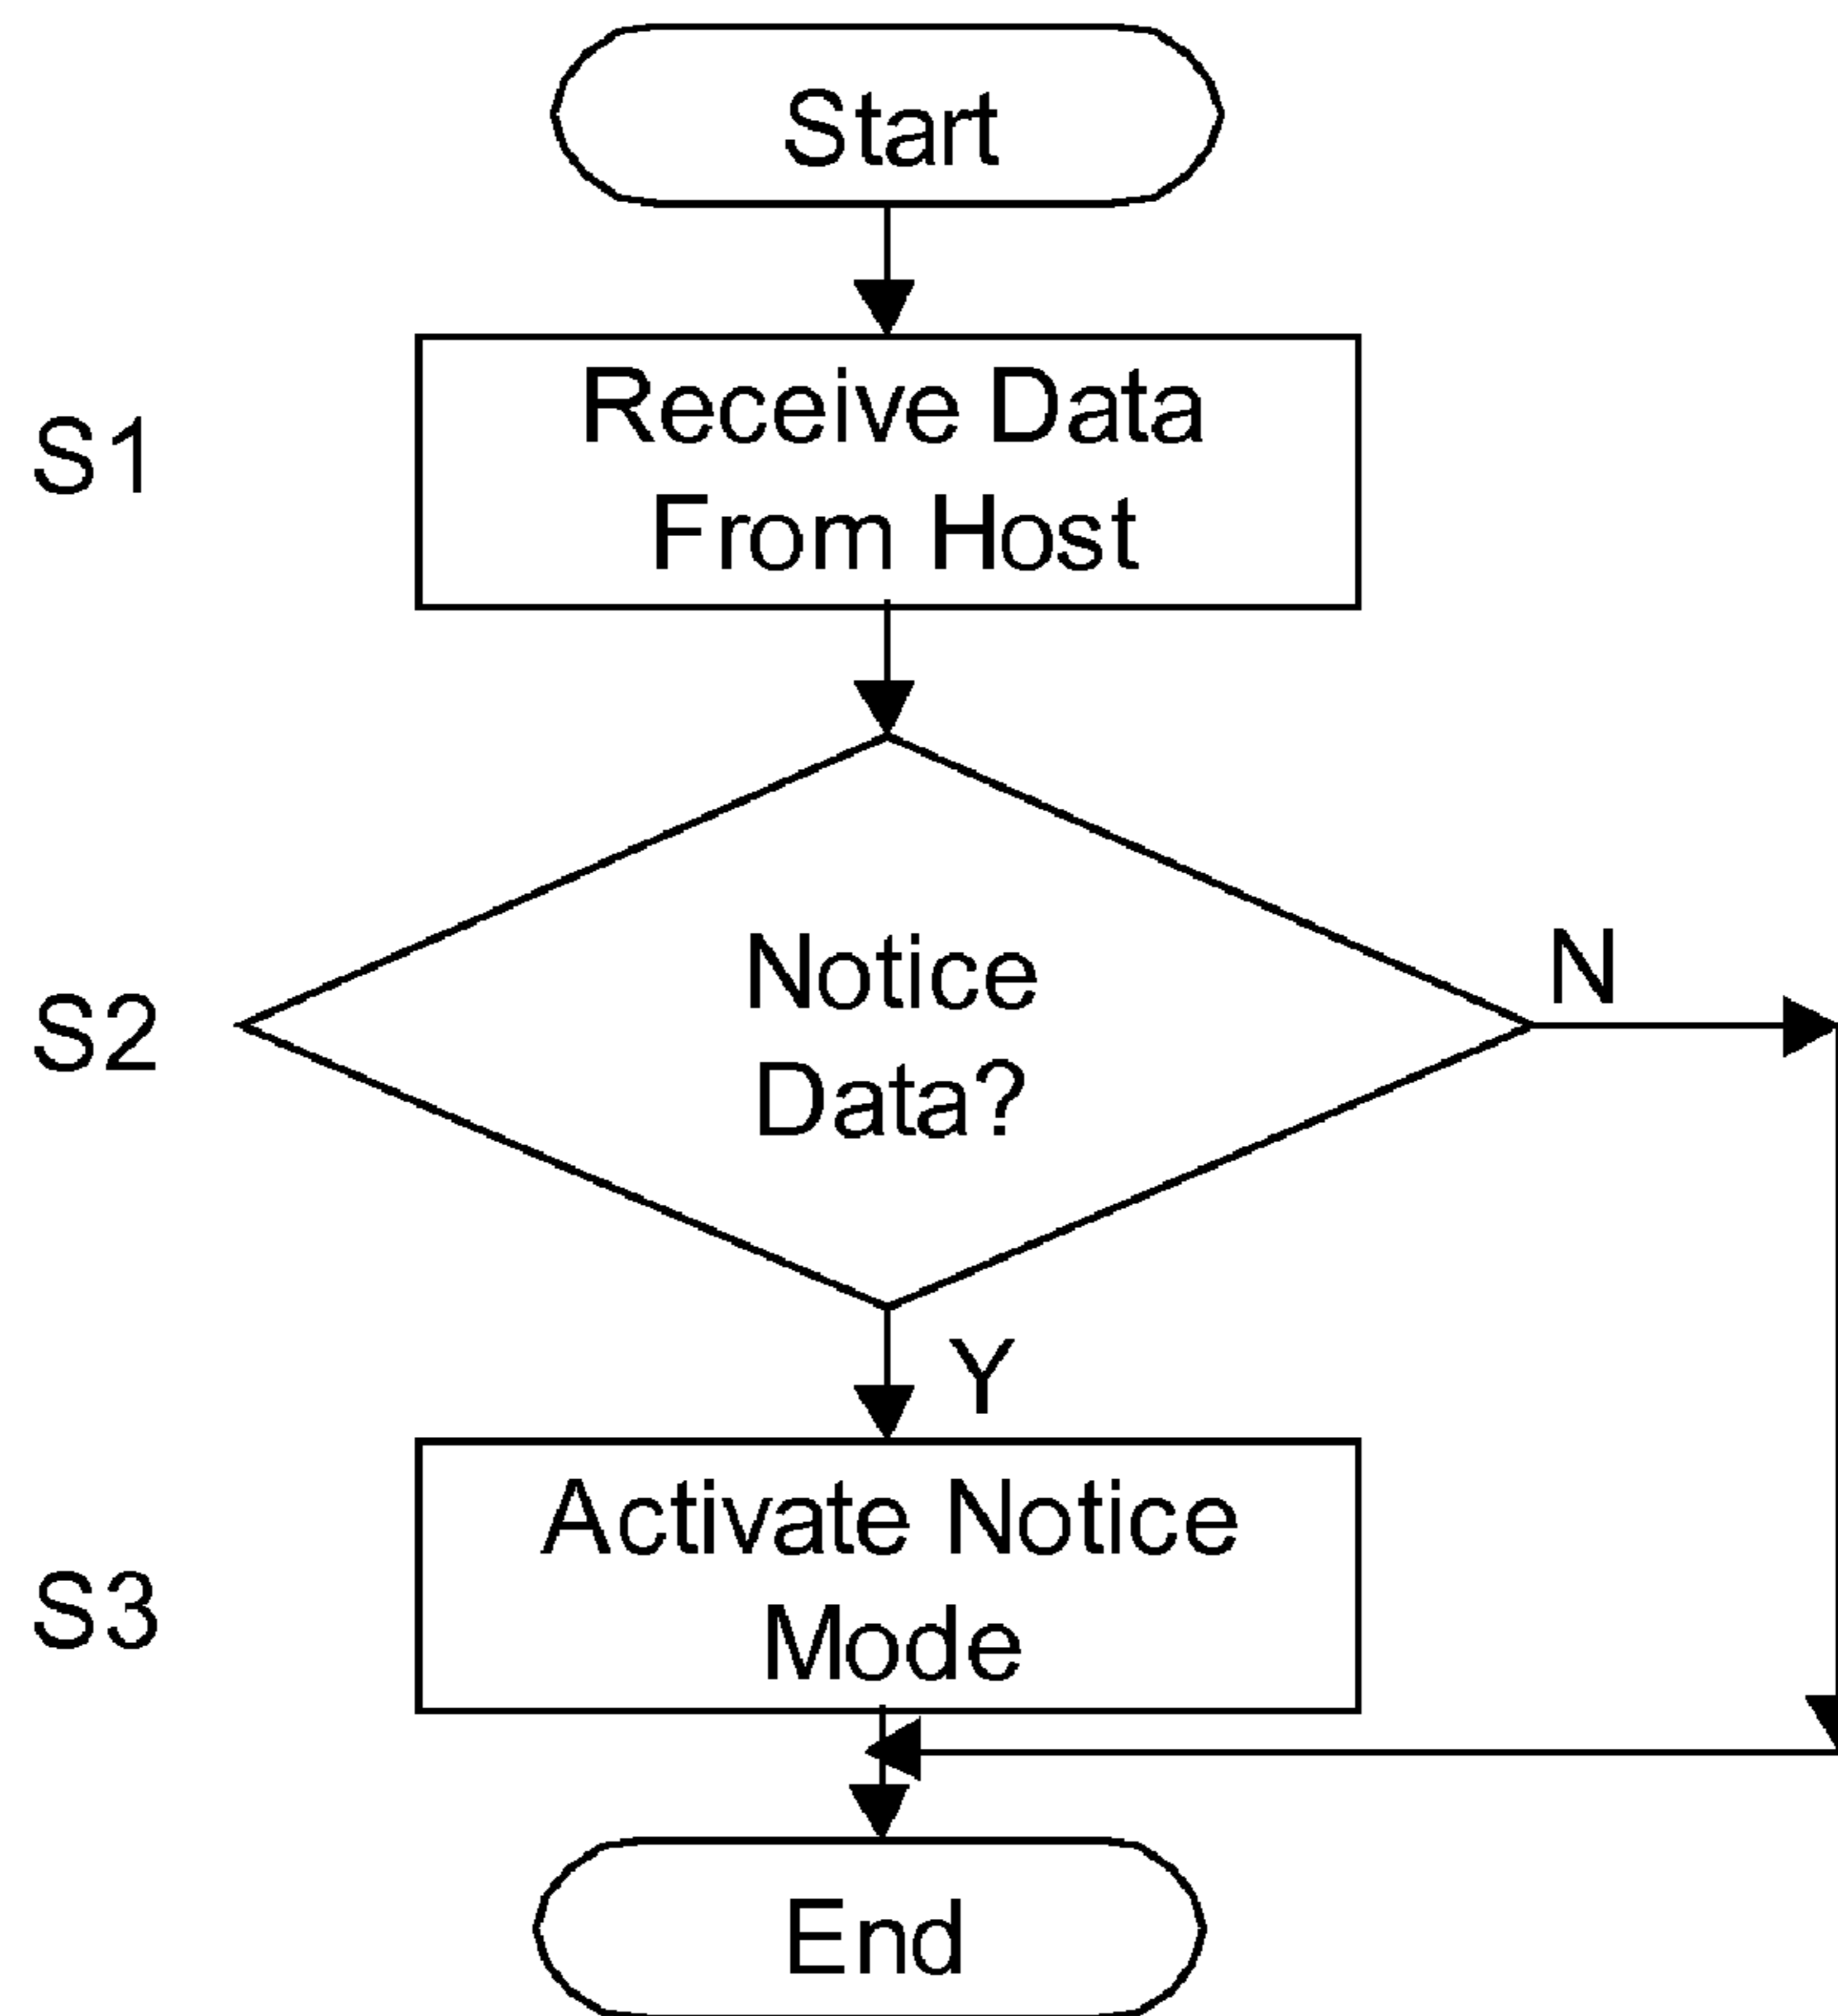 Start
S1
Receive Data
From Host
S2
Notice
Data?
N
Y
S3
Activate Notice
Mode
End